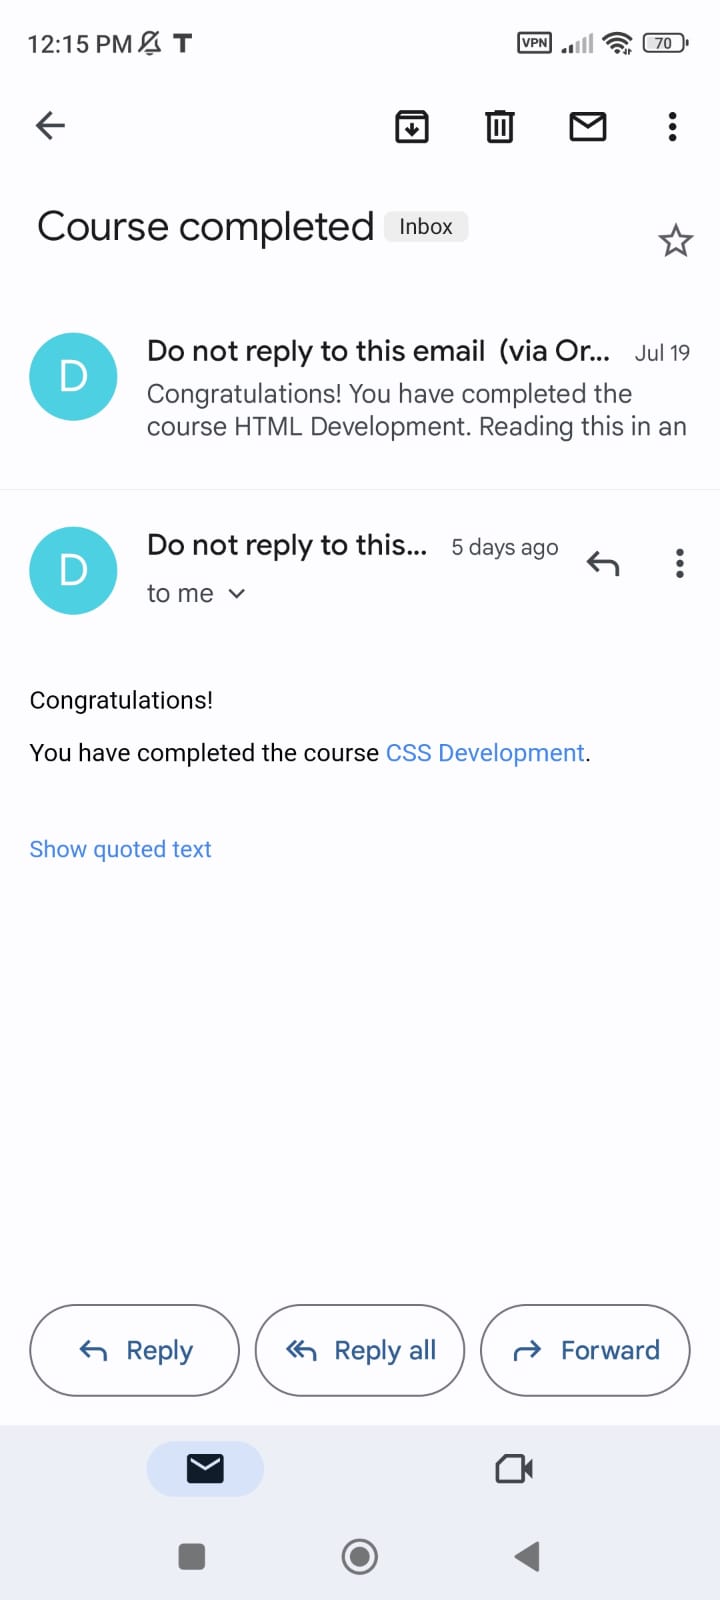 12:15 PM T VPN 70
Course completed Inbox
D
Do not reply to this email (via Or... Jul 19
Congratulations! You have completed the
course HTML Development. Reading this in an
D
Do not reply to this... 5 days ago
to me
Congratulations!
You have completed the course CSS Development.
Show quoted text
Reply Reply all Forward